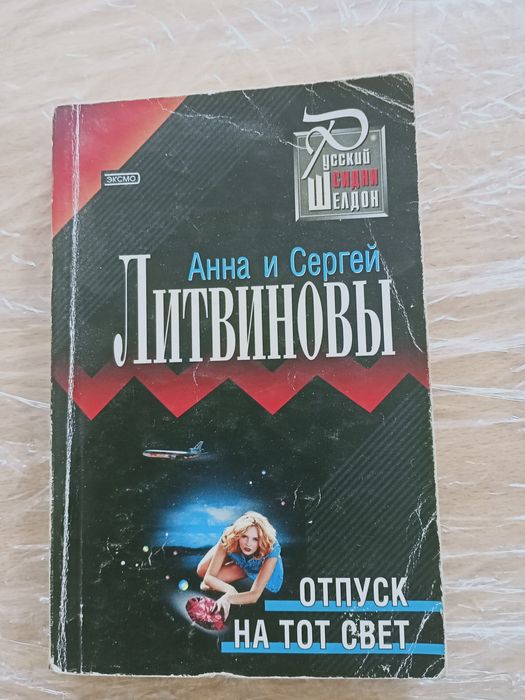 Русский
Сидни
Шелдон
ЭКСМО
Анна и Сергей
Литвиновы
ОТПУСК
НА ТОТ СВЕТ